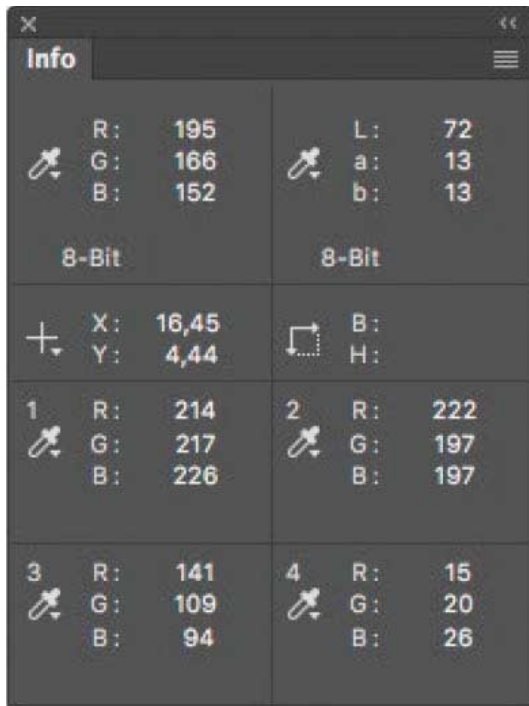 Info
R: 195 L: 72
G: 166 a: 13
B: 152 b: 13
8-Bit 8-Bit
X: 16,45 B:
Y: 4,44 H:
1 R: 214 2 R: 222
G: 217 G: 197
B: 226 B: 197
3 R: 141 4 R: 15
G: 109 G: 20
B: 94 B: 26